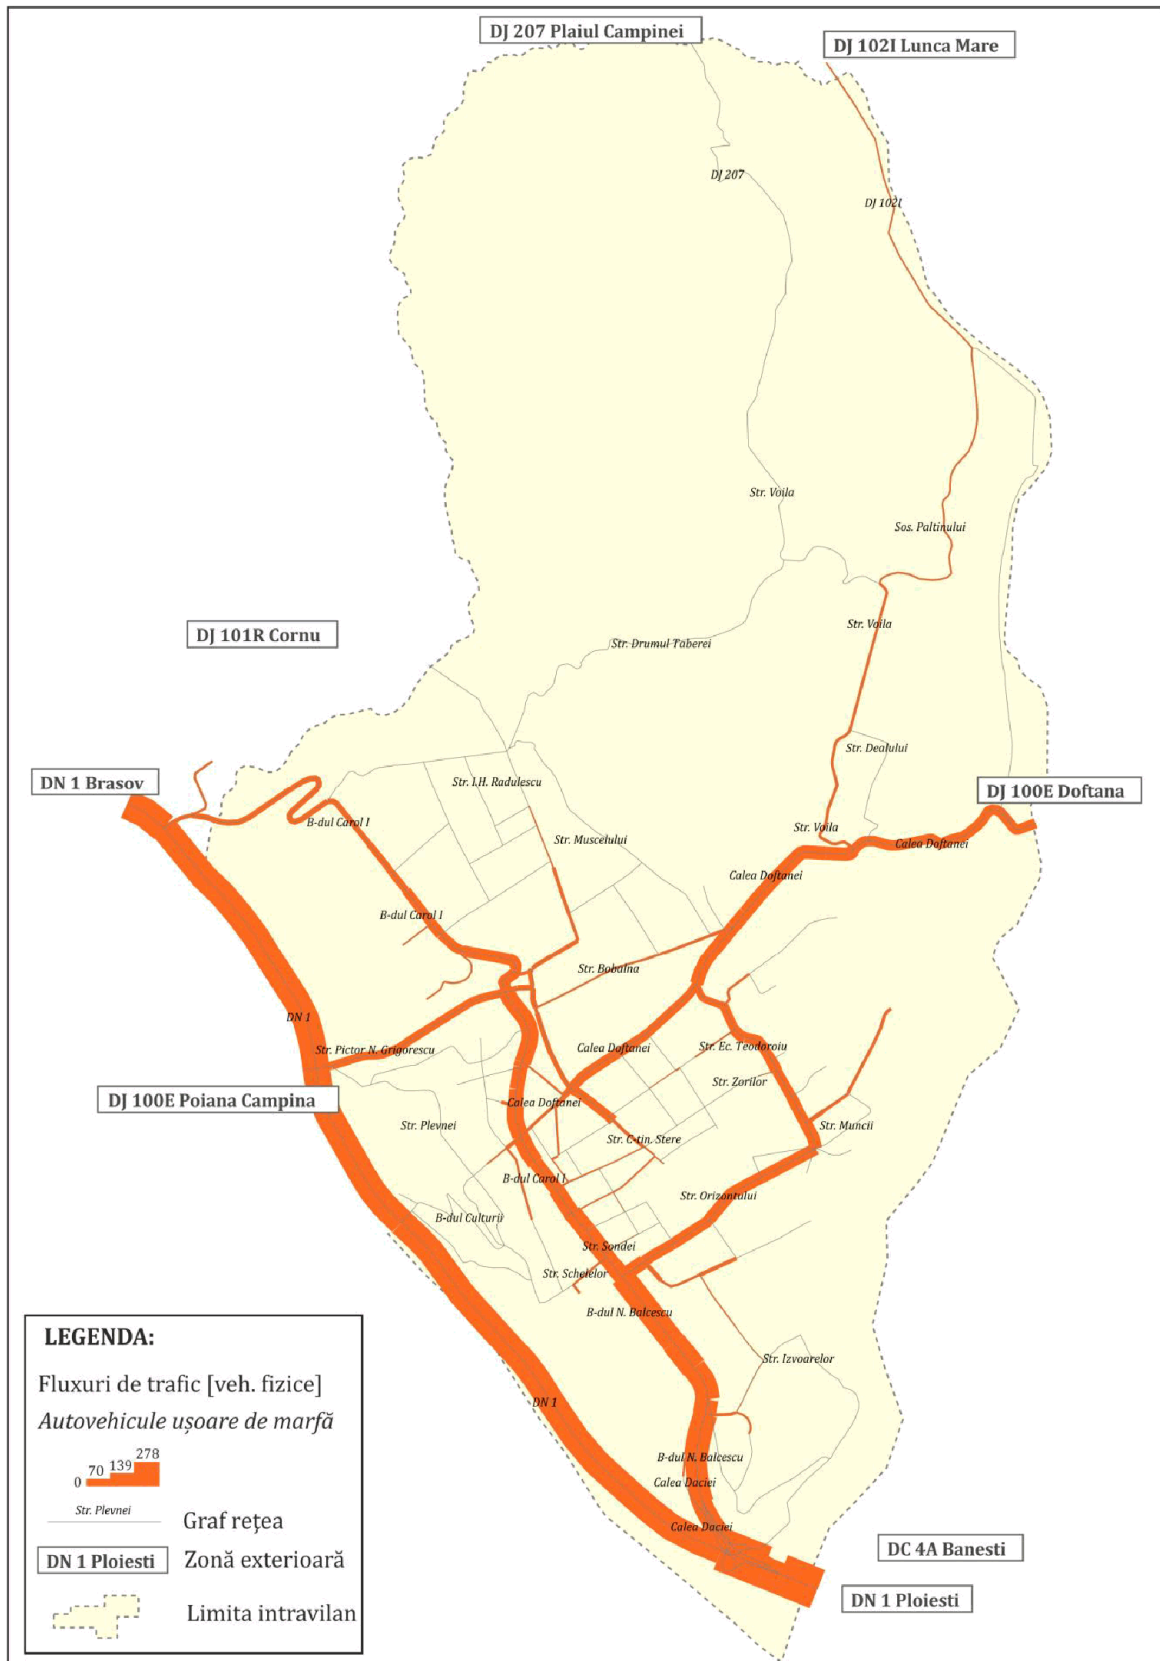 DJ 207 Plaiul Campinei
DJ 102I Lunca Mare
DJ 207
DJ 102I
Str. Voila
Sos. Paltinului
Str. Voila
DJ 101R Cornu
Str. Drumul Taberei
Str. Dealului
DN 1 Brasov
Str. I.H. Radulescu
DJ 100E Doftana
B-dul Carol I
Str. Voila
Str. Muscelului
Calea Doftanei
Calea Doftanei
B-dul Carol I
Str. Bobalna
DN 1
Str. Pictor N. Grigorescu
Calea Doftanei
Str. Ec. Teodoroiu
Str. Zorilor
DJ 100E Poiana Campina
Calea Doftanei
Str. Plevnei
Str. C-tin. Stere
Str. Muncii
B-dul Carol I
Str. Orizontului
B-dul Culturii
Str. Sondei
Str. Schelelor
B-dul N. Balcescu
Str. Izvoarelor
DN 1
B-dul N. Balcescu
Calea Daciei
Calea Daciei
DC 4A Banesti
DN 1 Ploiesti
LEGENDA:
Fluxuri de trafic [veh. fizice]
Autovehicule ușoare de marfă
0 70 139 278
Str. Plevnei
Graf rețea
DN 1 Ploiesti
Zonă exterioară
Limita intravilan